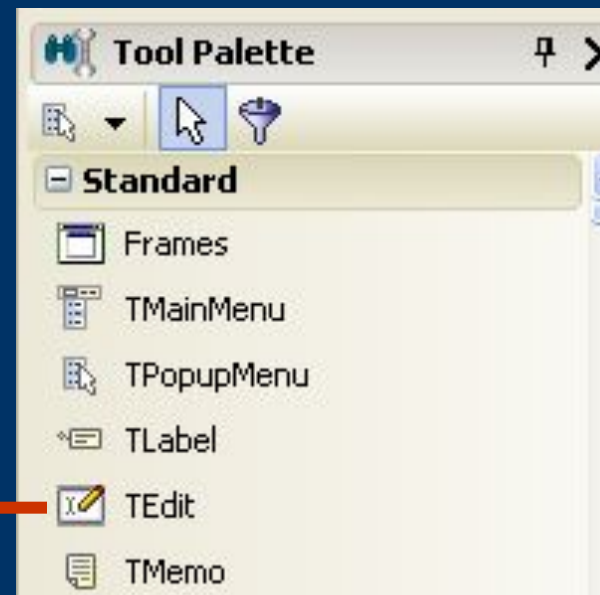 Tool Palette
Standard
Frames
TMainMenu
TPopupMenu
TLabel
TEdit
TMemo